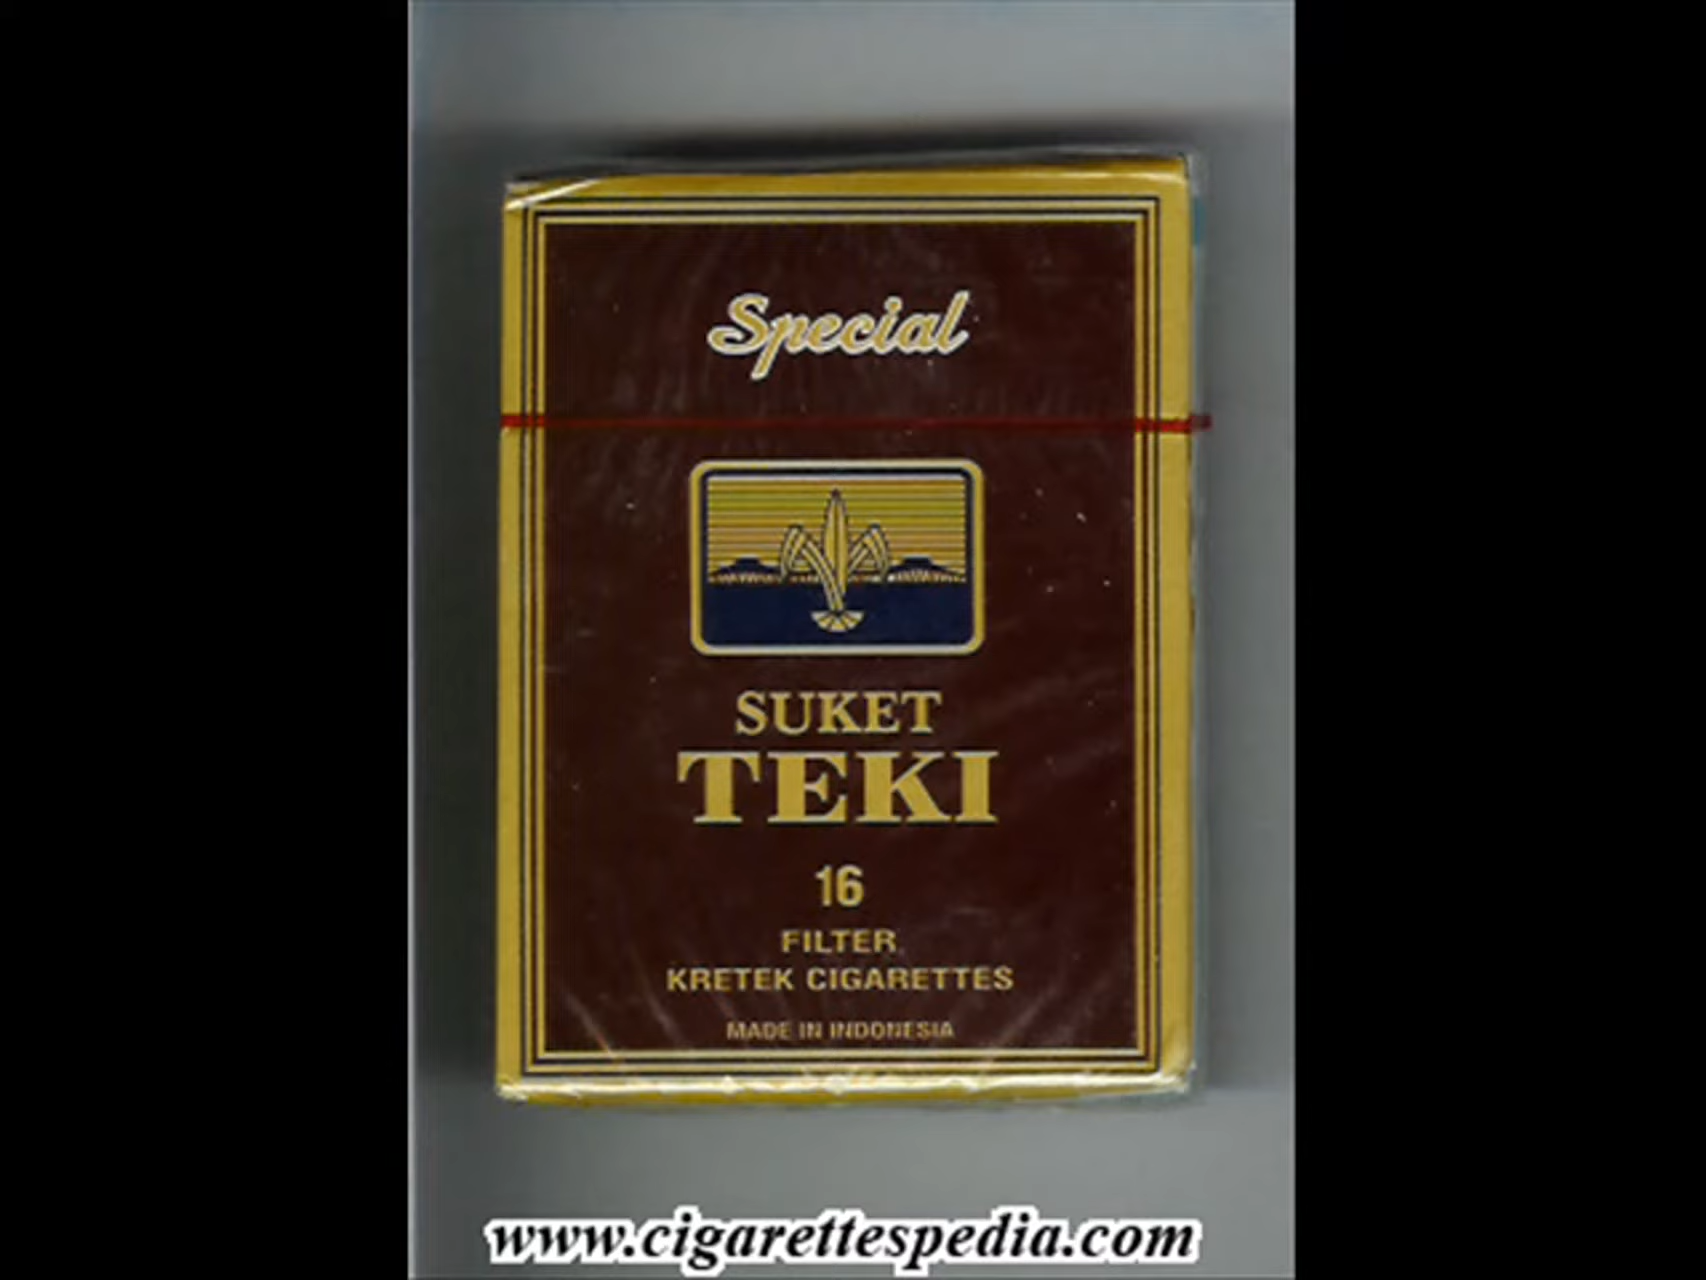 Special
SUKET
TEKI
16
FILTER
KRETEK CIGARETTES
MADE IN INDONESIA
www.cigarettespedia.com